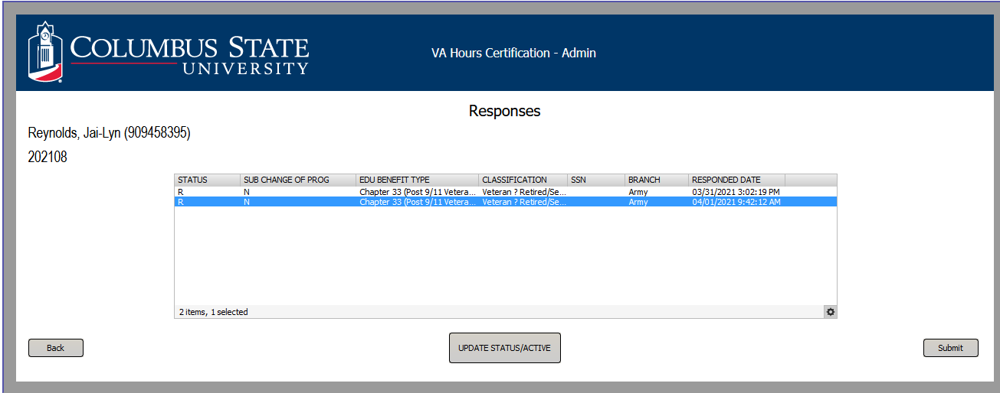 COLUMBUS STATE
UNIVERSITY
VA Hours Certification - Admin
Responses
Reynolds, Jai-Lyn (909458395)
202108
STATUS SUB CHANGE OF PROG EDU BENEFIT TYPE CLASSIFICATION SSN BRANCH RESPONDED DATE
R N Chapter 33 (Post 9/11 Vetera... Veteran ? Retired/Se... Army 03/31/2021 3:02:19 PM
R N Chapter 33 (Post 9/11 Vetera... Veteran ? Retired/Se... Army 04/01/2021 9:42:12 AM
2 items, 1 selected
Back UPDATE STATUS/ACTIVE Submit